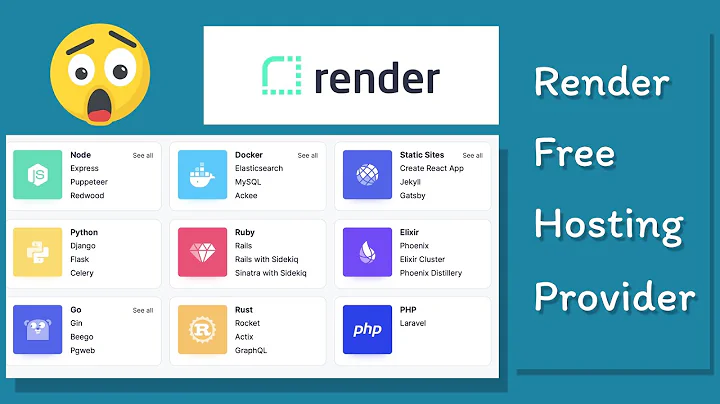 render
Render
Free
Hosting
Provider
Node See all
Express
Puppeteer
Redwood
Docker See all
Elasticsearch
MySQL
Ackee
Static Sites See all
Create React App
Jekyll
Gatsby
Python
Django
Flask
Celery
Ruby
Rails
Rails with Sidekiq
Sinatra with Sidekiq
Elixir
Phoenix
Elixir Cluster
Phoenix Distillery
Go See all
Gin
Beego
Pgweb
Rust
Rocket
Actix
GraphQL
PHP
Laravel
JS
R
php